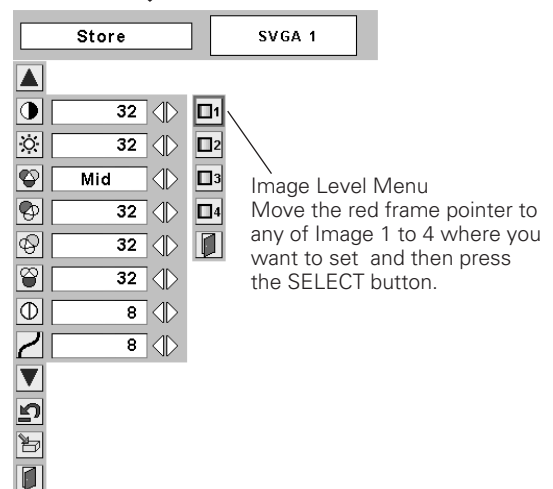 Store SVGA 1
32 1
32 2
Mid 3
32 4
32
32
8
8
Image Level Menu
Move the red frame pointer to
any of Image 1 to 4 where you
want to set and then press
the SELECT button.